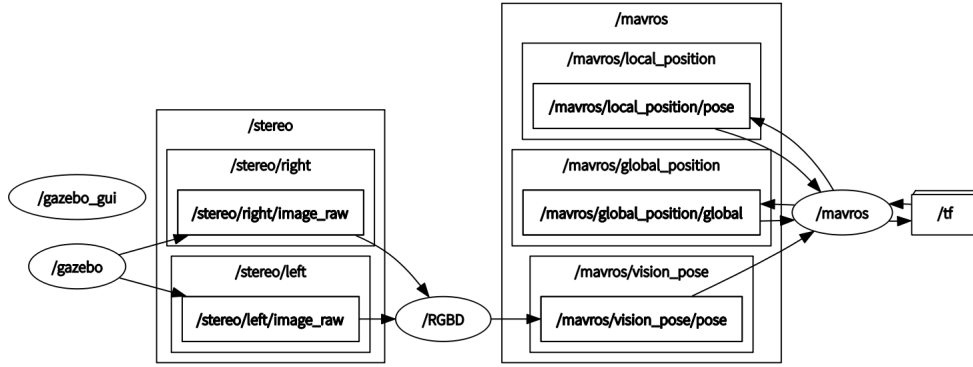 /gazebo_gui
/gazebo
/stereo
/stereo/right
/stereo/right/image_raw
/stereo/left
/stereo/left/image_raw
/RGBD
/mavros
/mavros/local_position
/mavros/local_position/pose
/mavros/global_position
/mavros/global_position/global
/mavros/vision_pose
/mavros/vision_pose/pose
/mavros
/tf